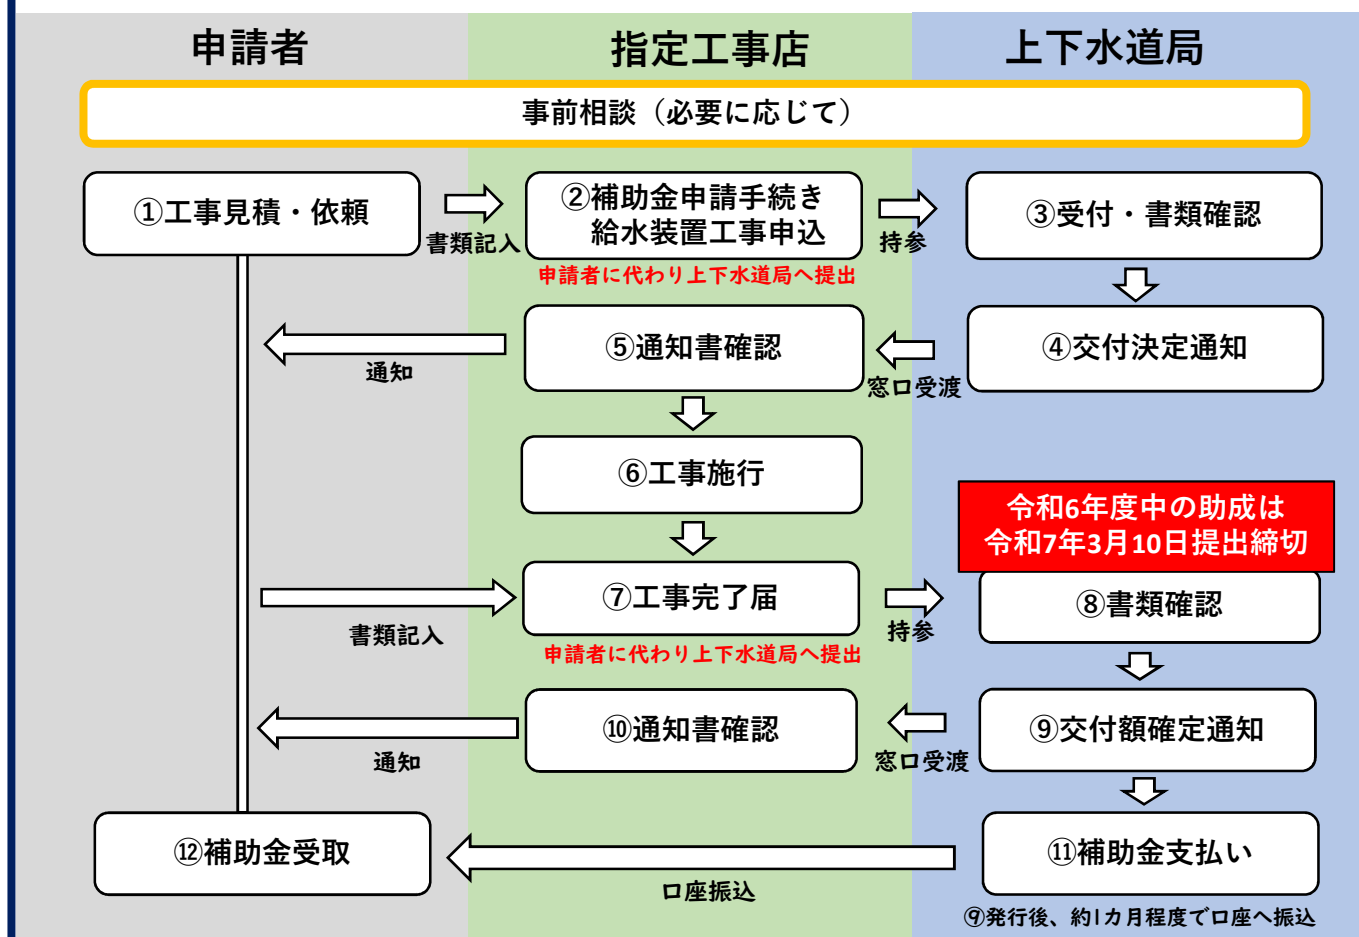 申請者
指定工事店
上下水道局
事前相談（必要に応じて）
①工事見積・依頼
書類記入
②補助金申請手続き
給水装置工事申込
申請者に代わり上下水道局へ提出
持参
③受付・書類確認
④交付決定通知
窓口受渡
⑤通知書確認
通知
⑥工事施行
令和6年度中の助成は
令和7年3月10日提出締切
書類記入
⑦工事完了届
申請者に代わり上下水道局へ提出
持参
⑧書類確認
⑨交付額確定通知
窓口受渡
⑩通知書確認
通知
⑪補助金支払い
⑨発行後、約1カ月程度で口座へ振込
口座振込
⑫補助金受取